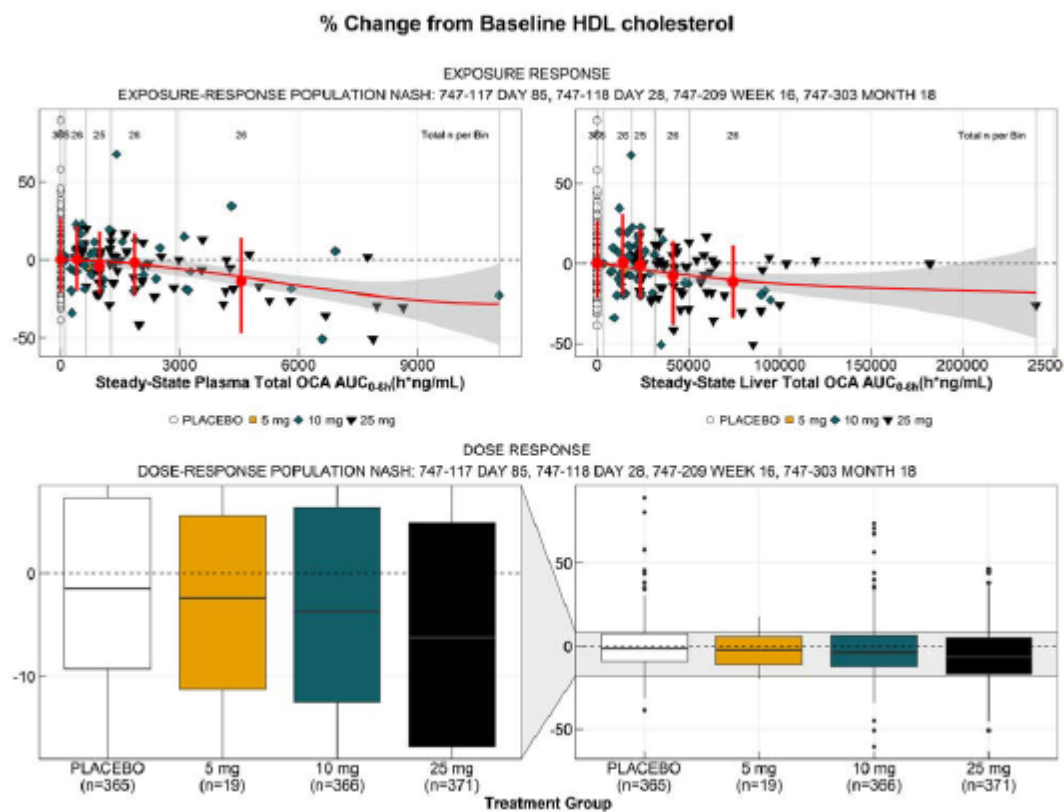 % Change from Baseline HDL cholesterol
EXPOSURE RESPONSE
EXPOSURE-RESPONSE POPULATION NASH: 747-117 DAY 85, 747-118 DAY 28, 747-209 WEEK 16, 747-303 MONTH 18
365 26 25 26 26 Total n per Bin
50
0
-50
0 3000 6000 9000
Steady-State Plasma Total OCA AUC0-8h(h*ng/mL)
PLACEBO 5 mg 10 mg 25 mg
365 26 25 26 26 Total n per Bin
50
0
-50
0 50000 100000 150000 200000 2500
Steady-State Liver Total OCA AUC0-8h(h*ng/mL)
PLACEBO 5 mg 10 mg 25 mg
DOSE RESPONSE
DOSE-RESPONSE POPULATION NASH: 747-117 DAY 85, 747-118 DAY 28, 747-209 WEEK 16, 747-303 MONTH 18
0
-10
PLACEBO 5 mg 10 mg 25 mg
(n=365) (n=19) (n=366) (n=371)
50
0
-50
PLACEBO 5 mg 10 mg 25 mg
(n=365) (n=19) (n=366) (n=371)
Treatment Group